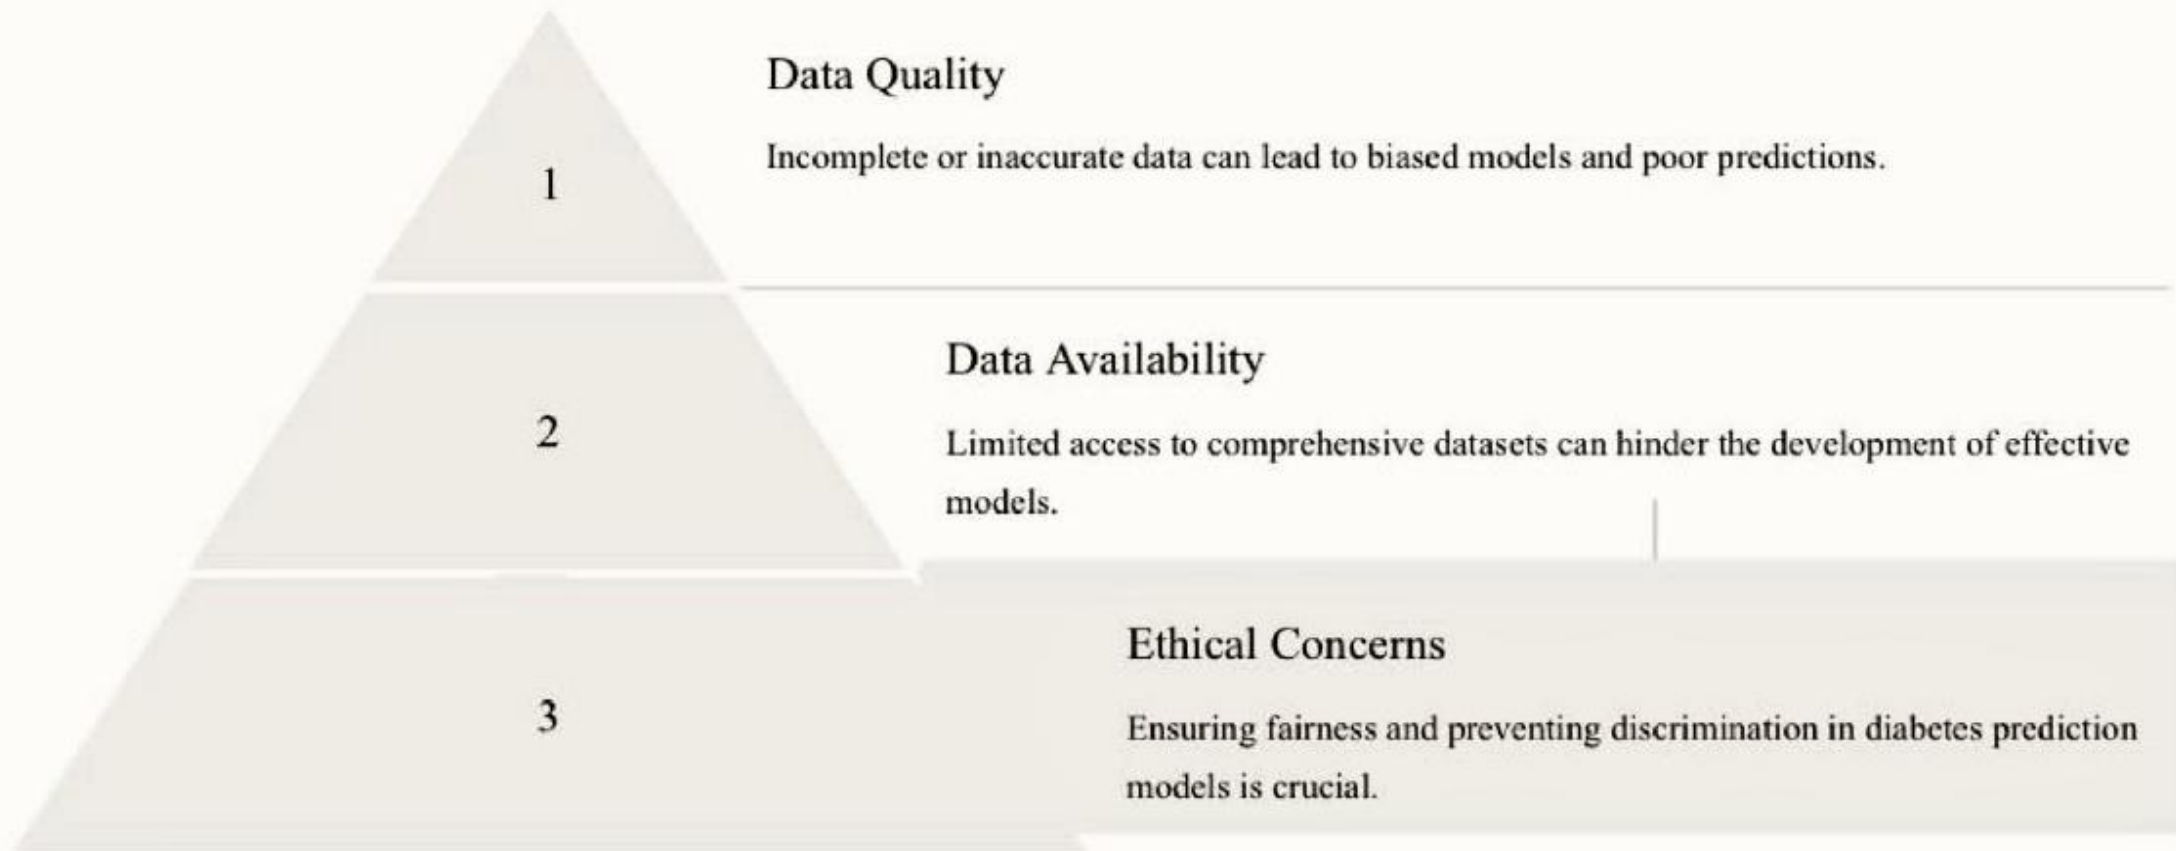 Data Quality
1
Incomplete or inaccurate data can lead to biased models and poor predictions.
Data Availability
2
Limited access to comprehensive datasets can hinder the development of effective
models.
Ethical Concerns
3
Ensuring fairness and preventing discrimination in diabetes prediction
models is crucial.